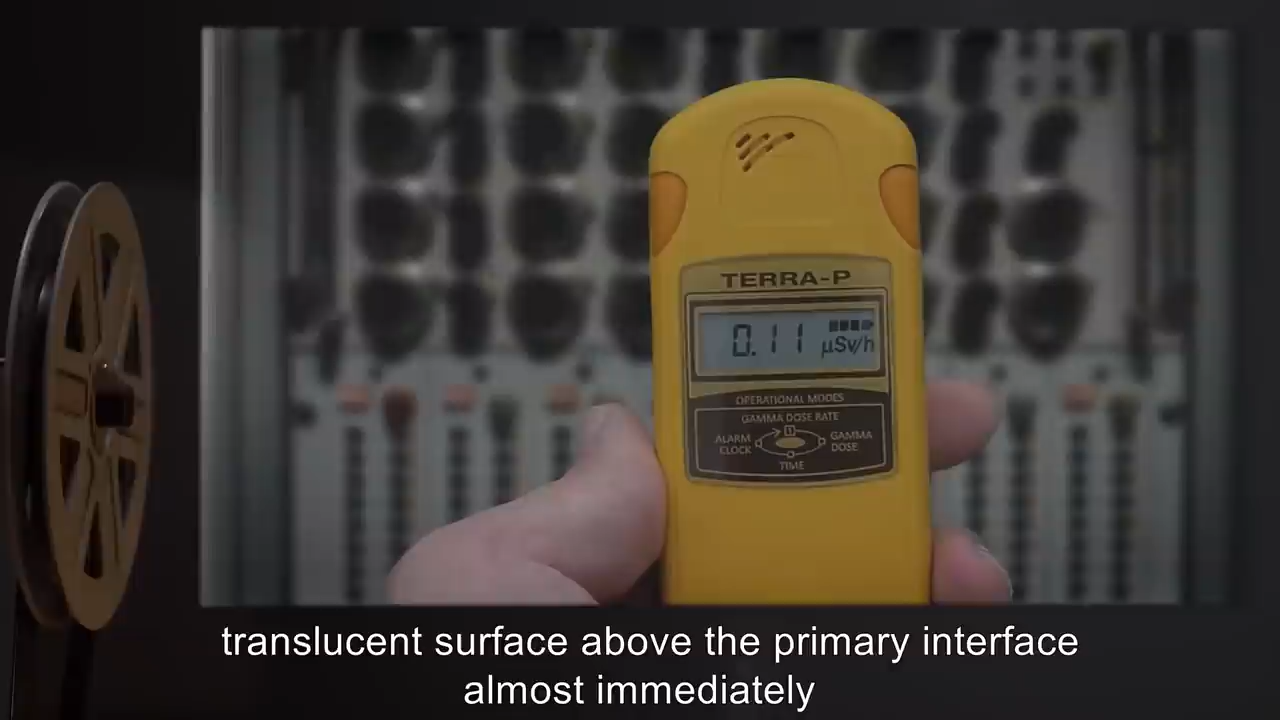 TERRA-P
0.11 µSv/h
OPERATIONAL MODES
GAMMA DOSE RATE
ALARM CLOCK
1
GAMMA DOSE
TIME
translucent surface above the primary interface
almost immediately